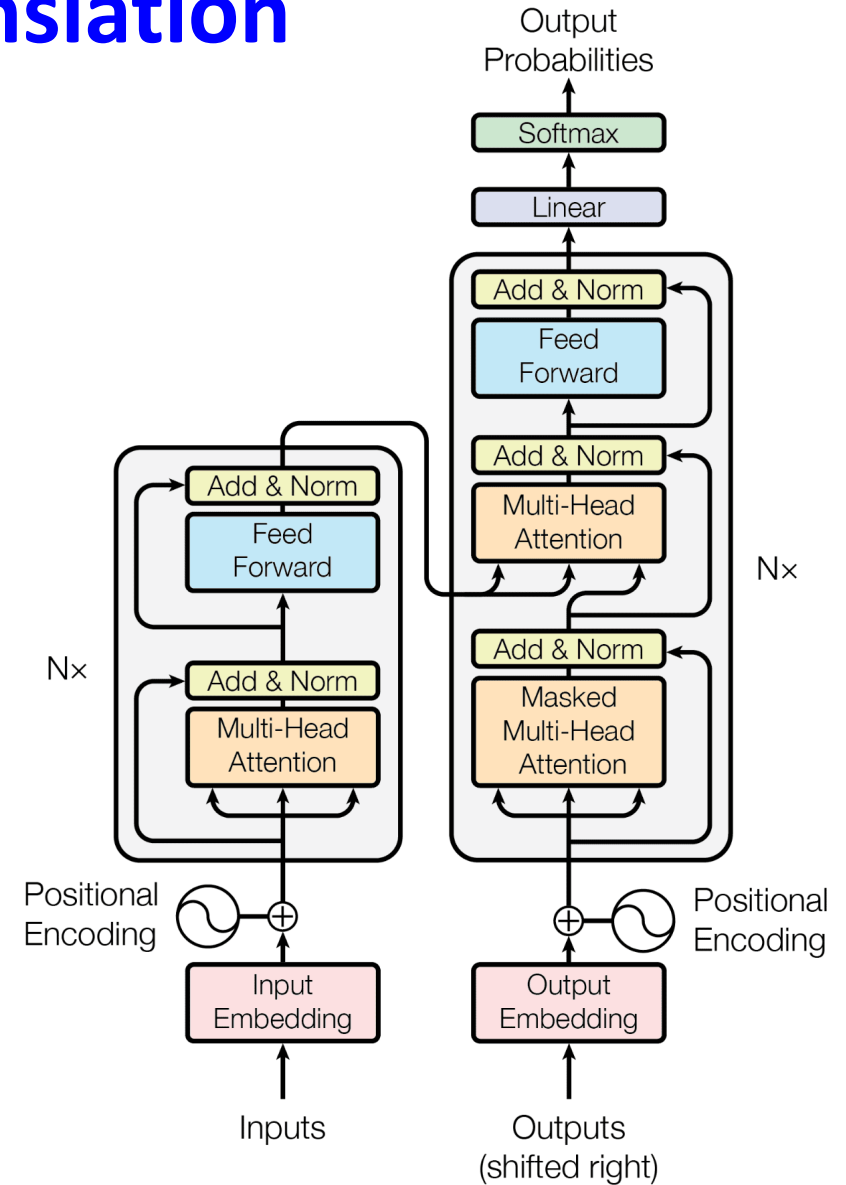 nslation
Output
Probabilities
Softmax
Linear
Add & Norm
Feed
Forward
Add & Norm
Multi-Head
Attention
Nx
Add & Norm
Masked
Multi-Head
Attention
Add & Norm
Feed
Forward
Nx
Add & Norm
Multi-Head
Attention
Positional
Encoding
Positional
Encoding
Input
Embedding
Output
Embedding
Inputs
Outputs
(shifted right)